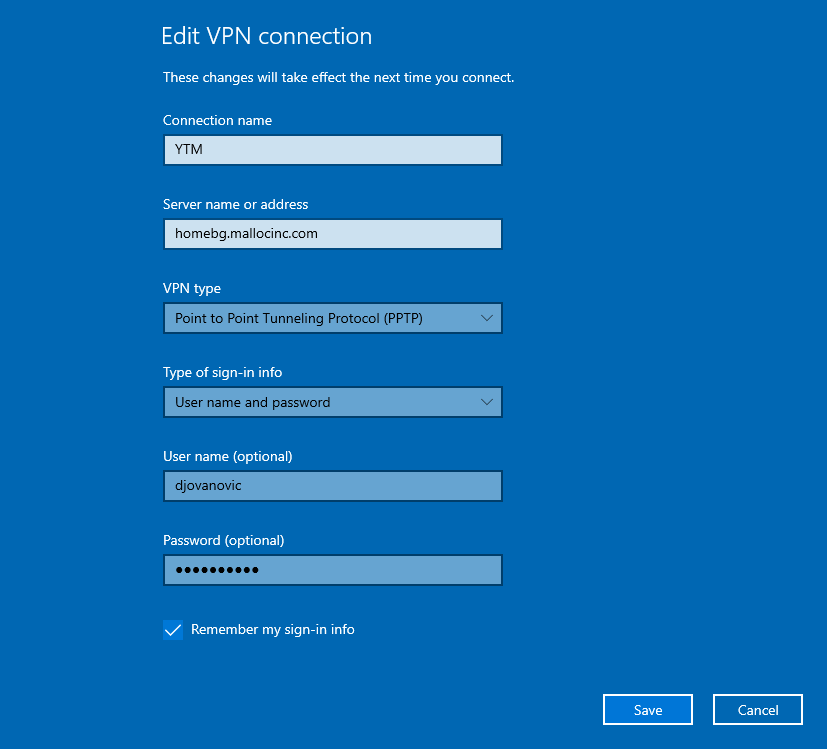 Edit VPN connection
These changes will take effect the next time you connect.
Connection name
YTM
Server name or address
homebg.mallocinc.com
VPN type
Point to Point Tunneling Protocol (PPTP)
Type of sign-in info
User name and password
User name (optional)
djovanovic
Password (optional)
●●●●●●●●●●
Remember my sign-in info
Save
Cancel